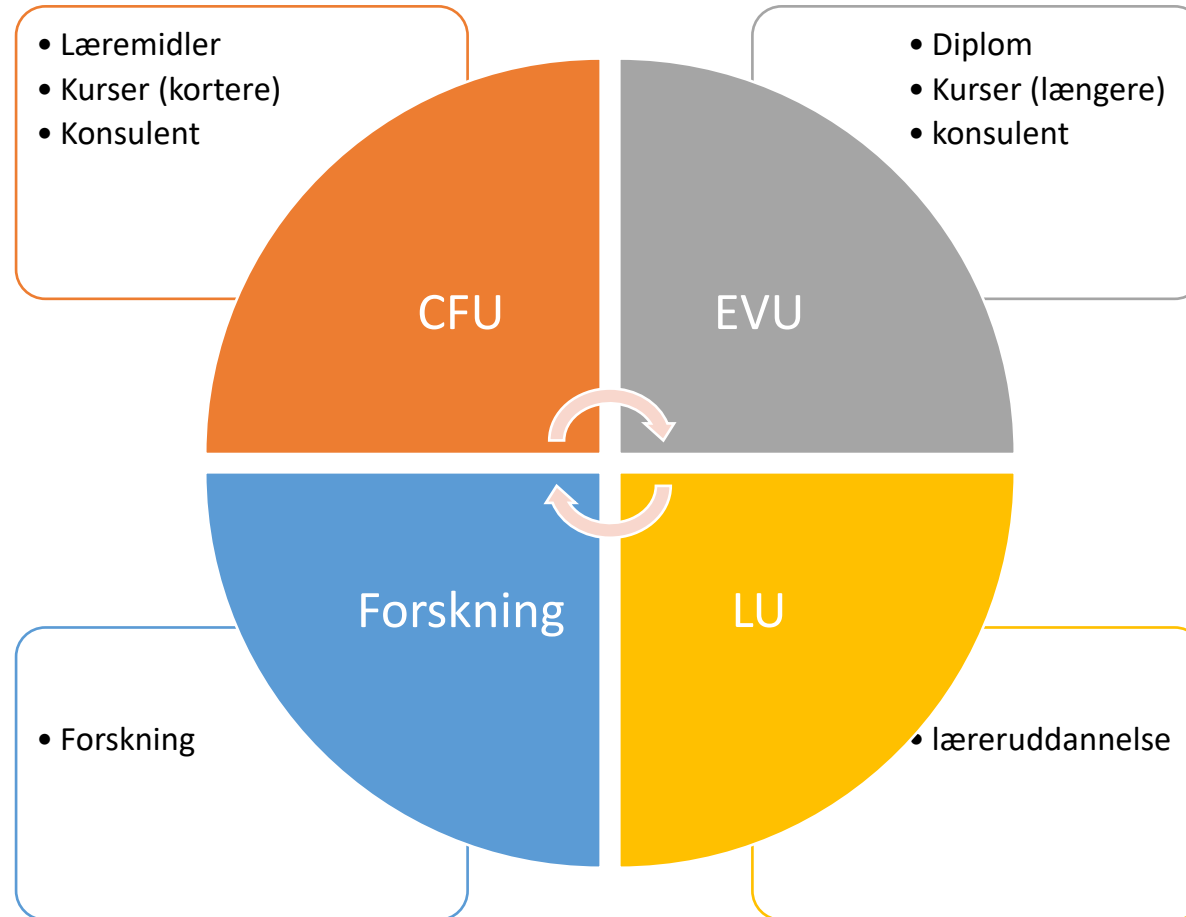 • Læremidler
• Kurser (kortere)
• Konsulent
• Diplom
• Kurser (længere)
• konsulent
CFU
EVU
Forskning
LU
• Forskning
• læreruddannelse